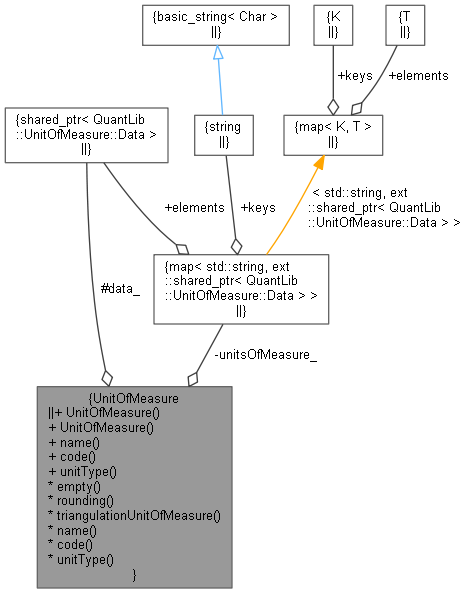 {basic_string< Char >
||}
{K
||}
{T
||}
+keys
+elements
{shared_ptr< QuantLib
::UnitOfMeasure::Data >
||}
{string
||}
{map< K, T >
||}
+elements
+keys
< std::string, ext
::shared_ptr< QuantLib
::UnitOfMeasure::Data > >
{map< std::string, ext
::shared_ptr< QuantLib
::UnitOfMeasure::Data > >
||}
#data_
-unitsOfMeasure_
{UnitOfMeasure
||+ UnitOfMeasure()
+ UnitOfMeasure()
+ name()
+ code()
+ unitType()
* empty()
* rounding()
* triangulationUnitOfMeasure()
* name()
* code()
* unitType()
}